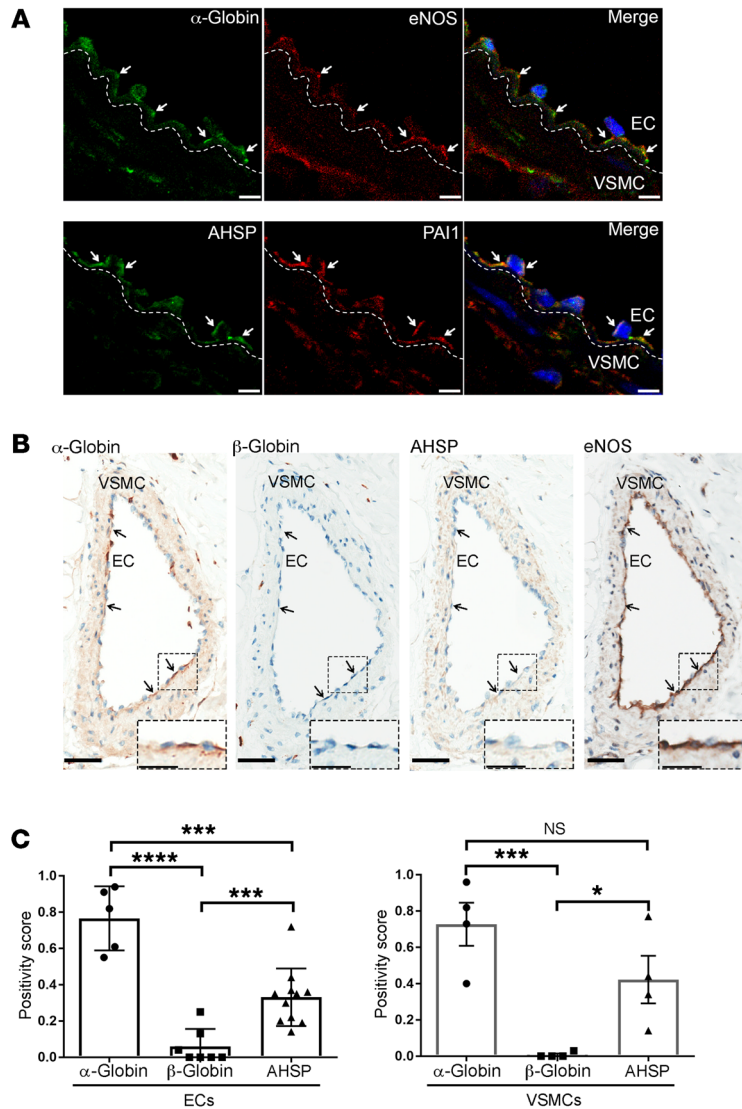 A
α-Globin
eNOS
Merge
EC
VSMC
AHSP
PAI1
Merge
EC
VSMC
B
α-Globin
β-Globin
AHSP
eNOS
VSMC
VSMC
VSMC
VSMC
EC
EC
EC
EC
C
***
****
***
Positivity score
1.0
0.8
0.6
0.4
0.2
0.0
α-Globin
β-Globin
AHSP
ECs
NS
***
*
Positivity score
1.0
0.8
0.6
0.4
0.2
0.0
α-Globin
β-Globin
AHSP
VSMCs